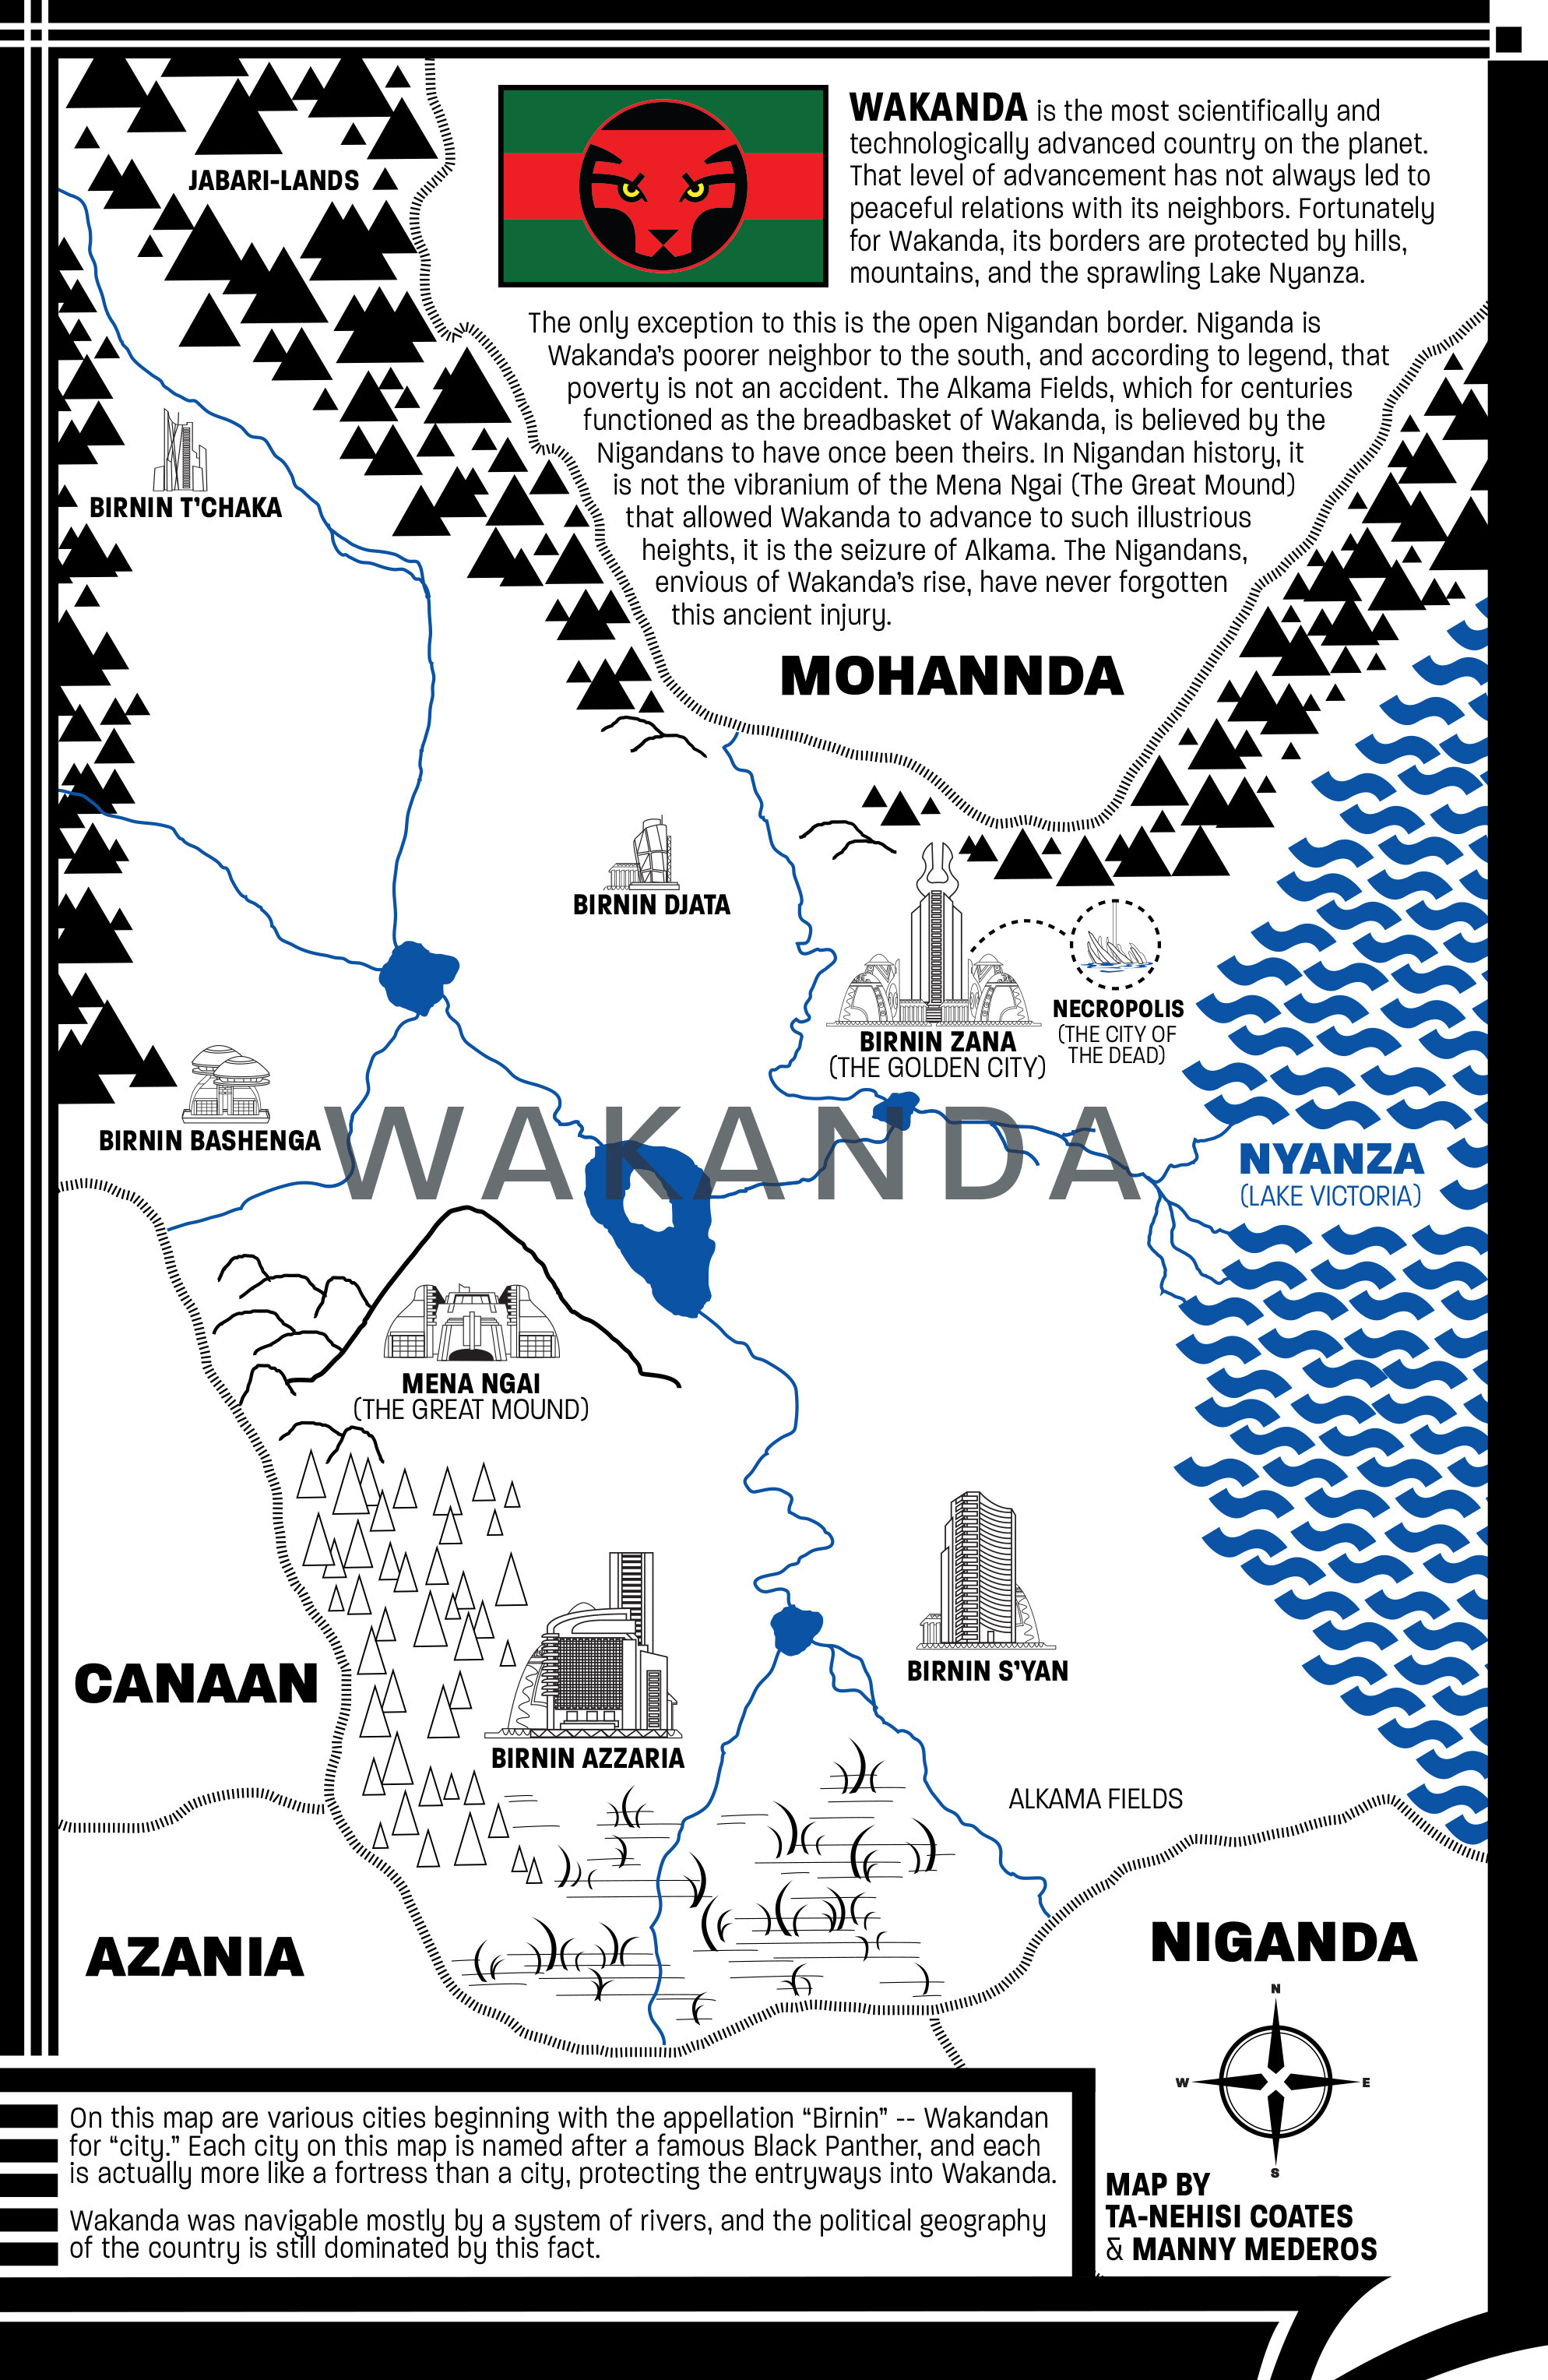 WAKANDA is the most scientifically and
technologically advanced country on the planet.
That level of advancement has not always led to
peaceful relations with its neighbors. Fortunately
for Wakanda, its borders are protected by hills,
mountains, and the sprawling Lake Nyanza.
The only exception to this is the open Nigandan border. Niganda is
Wakanda's poorer neighbor to the south, and according to legend, that
poverty is not an accident. The Alkama Fields, which for centuries
functioned as the breadbasket of Wakanda, is believed by the
Nigandans to have once been theirs. In Nigandan history, it
is not the vibranium of the Mena Ngai (The Great Mound)
that allowed Wakanda to advance to such illustrious
heights, it is the seizure of Alkama. The Nigandans,
envious of Wakanda's rise, have never forgotten
this ancient injury.
JABARI-LANDS
BIRNIN T'CHAKA
MOHANNDA
BIRNIN DJATA
BIRNIN ZANA
(THE GOLDEN CITY)
NECROPOLIS
(THE CITY OF
THE DEAD)
BIRNIN BASHENGA
WAKANDA
NYANZA
(LAKE VICTORIA)
MENA NGAI
(THE GREAT MOUND)
CANAAN
BIRNIN S'YAN
BIRNIN AZZARIA
ALKAMA FIELDS
AZANIA
NIGANDA
N
W
E
S
On this map are various cities beginning with the appellation “Birnin” -- Wakandan
for “city.” Each city on this map is named after a famous Black Panther, and each
is actually more like a fortress than a city, protecting the entryways into Wakanda.
Wakanda was navigable mostly by a system of rivers, and the political geography
of the country is still dominated by this fact.
MAP BY
TA-NEHISI COATES
& MANNY MEDEROS